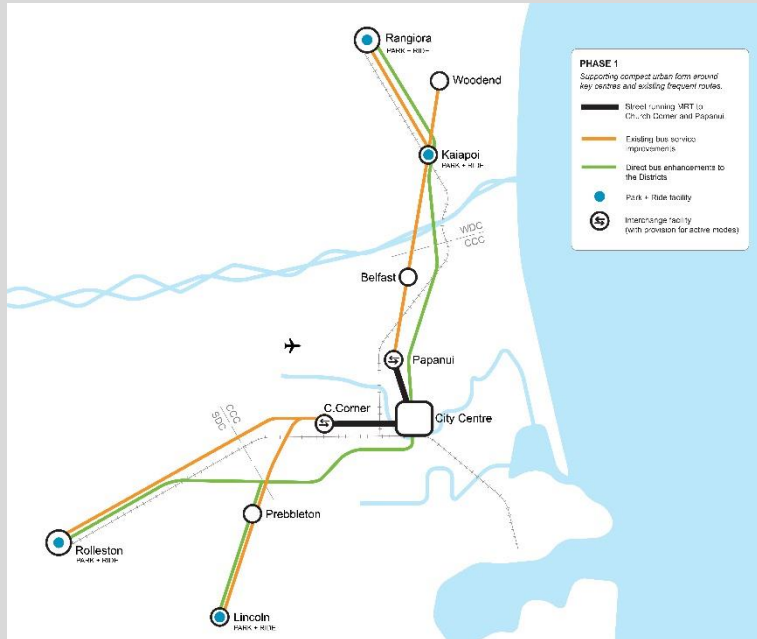 Rangiora
PARK + RIDE
Woodend
Kaiapoi
PARK + RIDE
WDC
CCC
Belfast
Papanui
C.Corner
City Centre
CCC
SDC
Prebbleton
Rolleston
PARK + RIDE
Lincoln
PARK + RIDE
PHASE 1
Supporting compact urban form around
key centres and existing frequent routes.
Street running MRT to
Church Corner and Papanui
Existing bus service
improvements
Direct bus enhancements to
the Districts
Park + Ride facility
Interchange facility
(with provision for active modes)